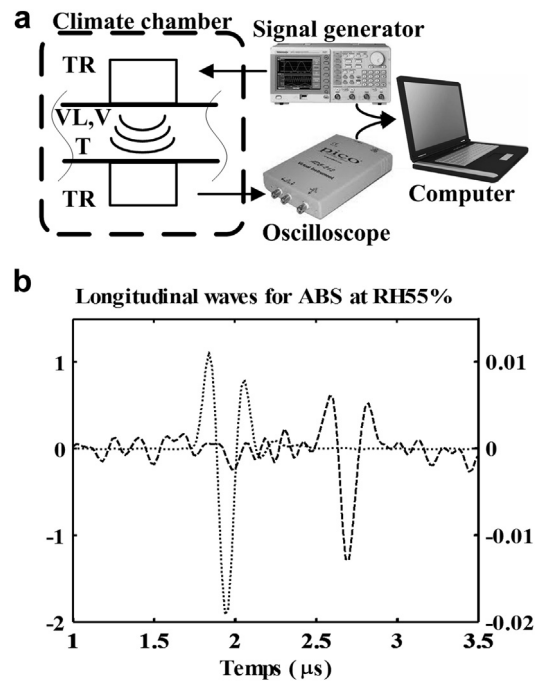 a
Climate chamber
Signal generator
TR
VL,V
T
TR
pico
Computer
Oscilloscope
b
Longitudinal waves for ABS at RH55%
1
0
-1
-2
0.01
0
-0.01
-0.02
1
1.5
2
2.5
3
3.5
Temps ( μs)